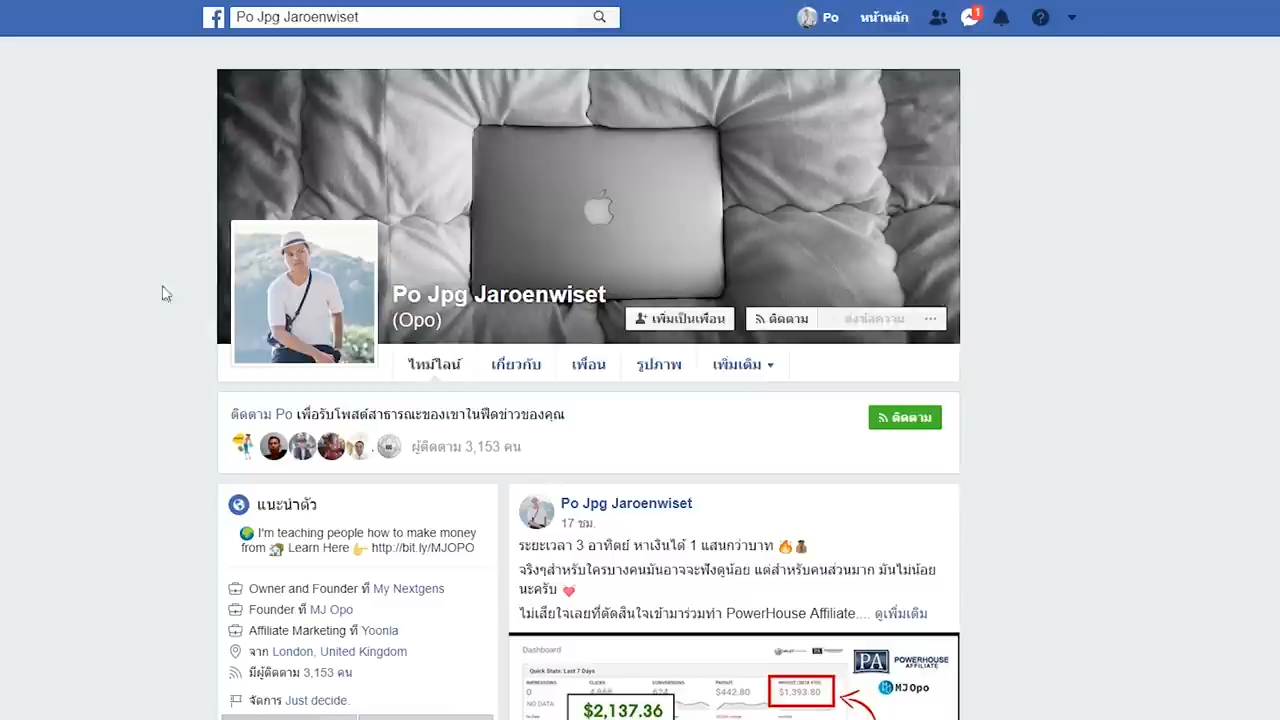 Po Jpg Jaroenwiset
Po
หน้าหลัก
1
Po Jpg Jaroenwiset
(Opo)
เพิ่มเป็นเพื่อน
ติดตาม
ส่งข้อความ
ไทม์ไลน์
เกี่ยวกับ
เพื่อน
รูปภาพ
เพิ่มเติม
ติดตาม Po เพื่อรับโพสต์สาธารณะของเขาในฟีดข่าวของคุณ
ติดตาม
ผู้ติดตาม 3,153 คน
แนะนำตัว
I'm teaching people how to make money
from Learn Here http://bit.ly/MJOPO
Owner and Founder ที่ My Nextgens
Founder ที่ MJ Opo
Affiliate Marketing ที่ Yoonla
จาก London, United Kingdom
มีผู้ติดตาม 3,153 คน
จัดการ Just decide.
Po Jpg Jaroenwiset
17 ชม.
ระยะเวลา 3 อาทิตย์ หาเงินได้ 1 แสนกว่าบาท
จริงๆสำหรับใครบางคนมันอาจจะฟังดูน้อย แต่สำหรับคนส่วนมาก มันไม่น้อย
นะครับ
ไม่เสียใจเลยที่ตัดสินใจเข้ามาร่วมทำ PowerHouse Affiliate.... ดูเพิ่มเติม
Dashboard
Quick Stats: Last 7 Days
IMPRESSIONS
CLICKS
CONVERSIONS
PAYOUT
0
$442.80
$1,393.80
NO DATA
$2,137.36
PA POWERHOUSE
AFFILIATE
MJ Opo